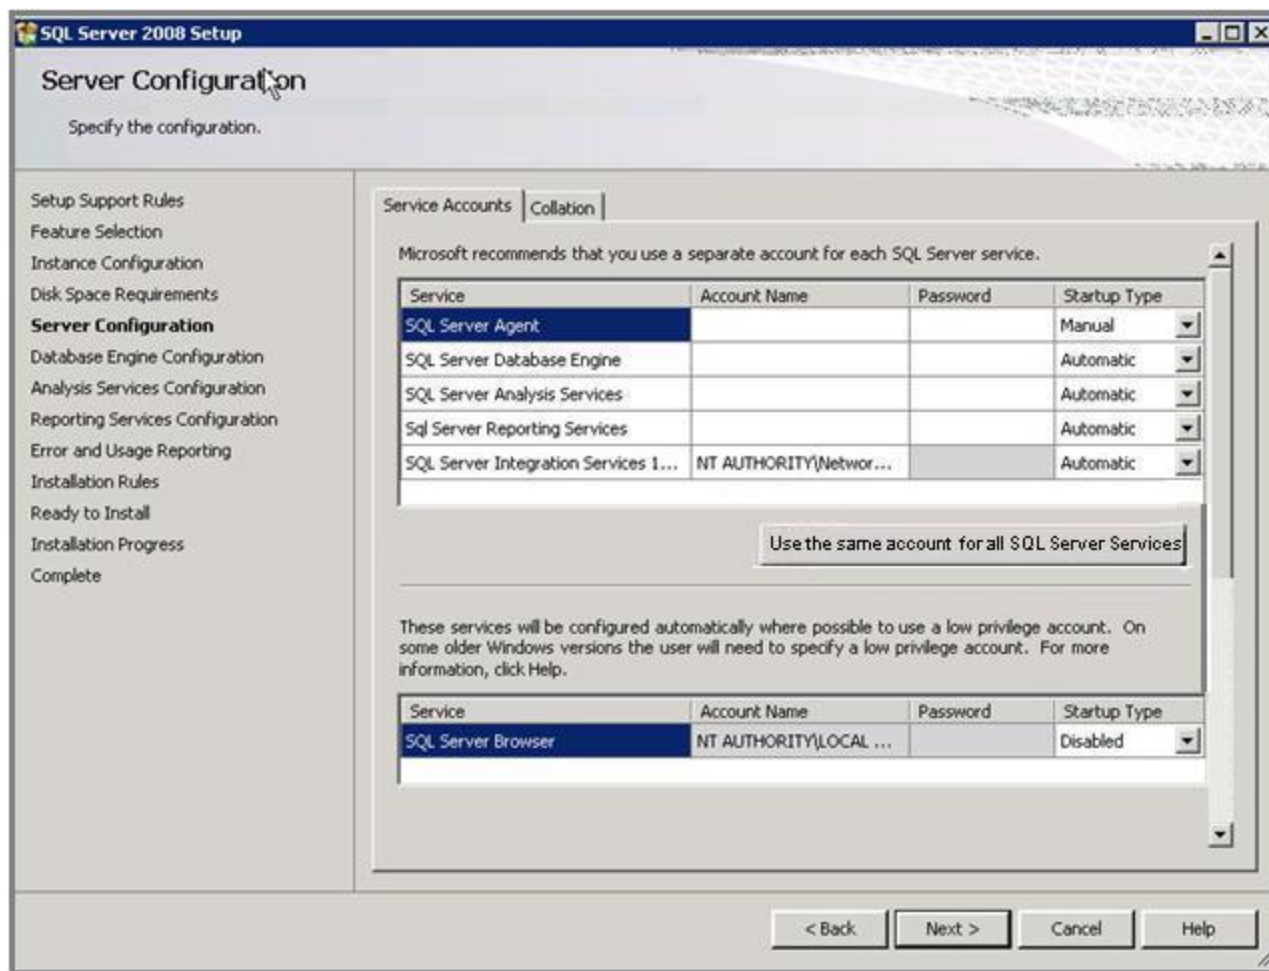 SQL Server 2008 Setup
Server Configuration
Specify the configuration.
Setup Support Rules
Feature Selection
Instance Configuration
Disk Space Requirements
Server Configuration
Database Engine Configuration
Analysis Services Configuration
Reporting Services Configuration
Error and Usage Reporting
Installation Rules
Ready to Install
Installation Progress
Complete
Service Accounts Collation
Microsoft recommends that you use a separate account for each SQL Server service.
Service Account Name Password Startup Type
SQL Server Agent Manual
SQL Server Database Engine Automatic
SQL Server Analysis Services Automatic
Sql Server Reporting Services Automatic
SQL Server Integration Services 1... NT AUTHORITY\Networ... Automatic
Use the same account for all SQL Server Services
These services will be configured automatically where possible to use a low privilege account. On
some older Windows versions the user will need to specify a low privilege account. For more
information, click Help.
Service Account Name Password Startup Type
SQL Server Browser NT AUTHORITY\LOCAL ... Disabled
< Back Next > Cancel Help